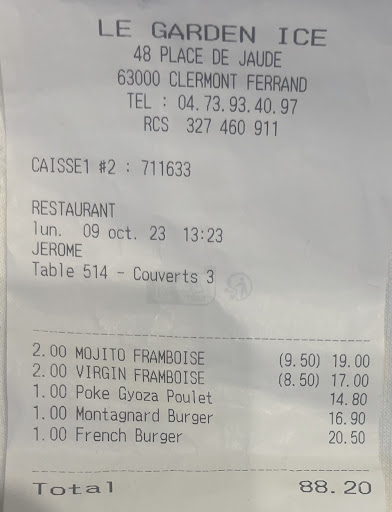 LE GARDEN ICE
48 PLACE DE JAUDE
63000 CLERMONT FERRAND
TEL : 04.73.93.40.97
RCS 327 460 911
CAISSE1 #2 : 711633
RESTAURANT
lun. 09 oct. 23 13:23
JEROME
Table 514 - Couverts 3
2.00 MOJITO FRAMBOISE (9.50) 19.00
2.00 VIRGIN FRAMBOISE (8.50) 17.00
1.00 Poke Gyoza Poulet 14.80
1.00 Montagnard Burger 16.90
1.00 French Burger 20.50
Total 88.20